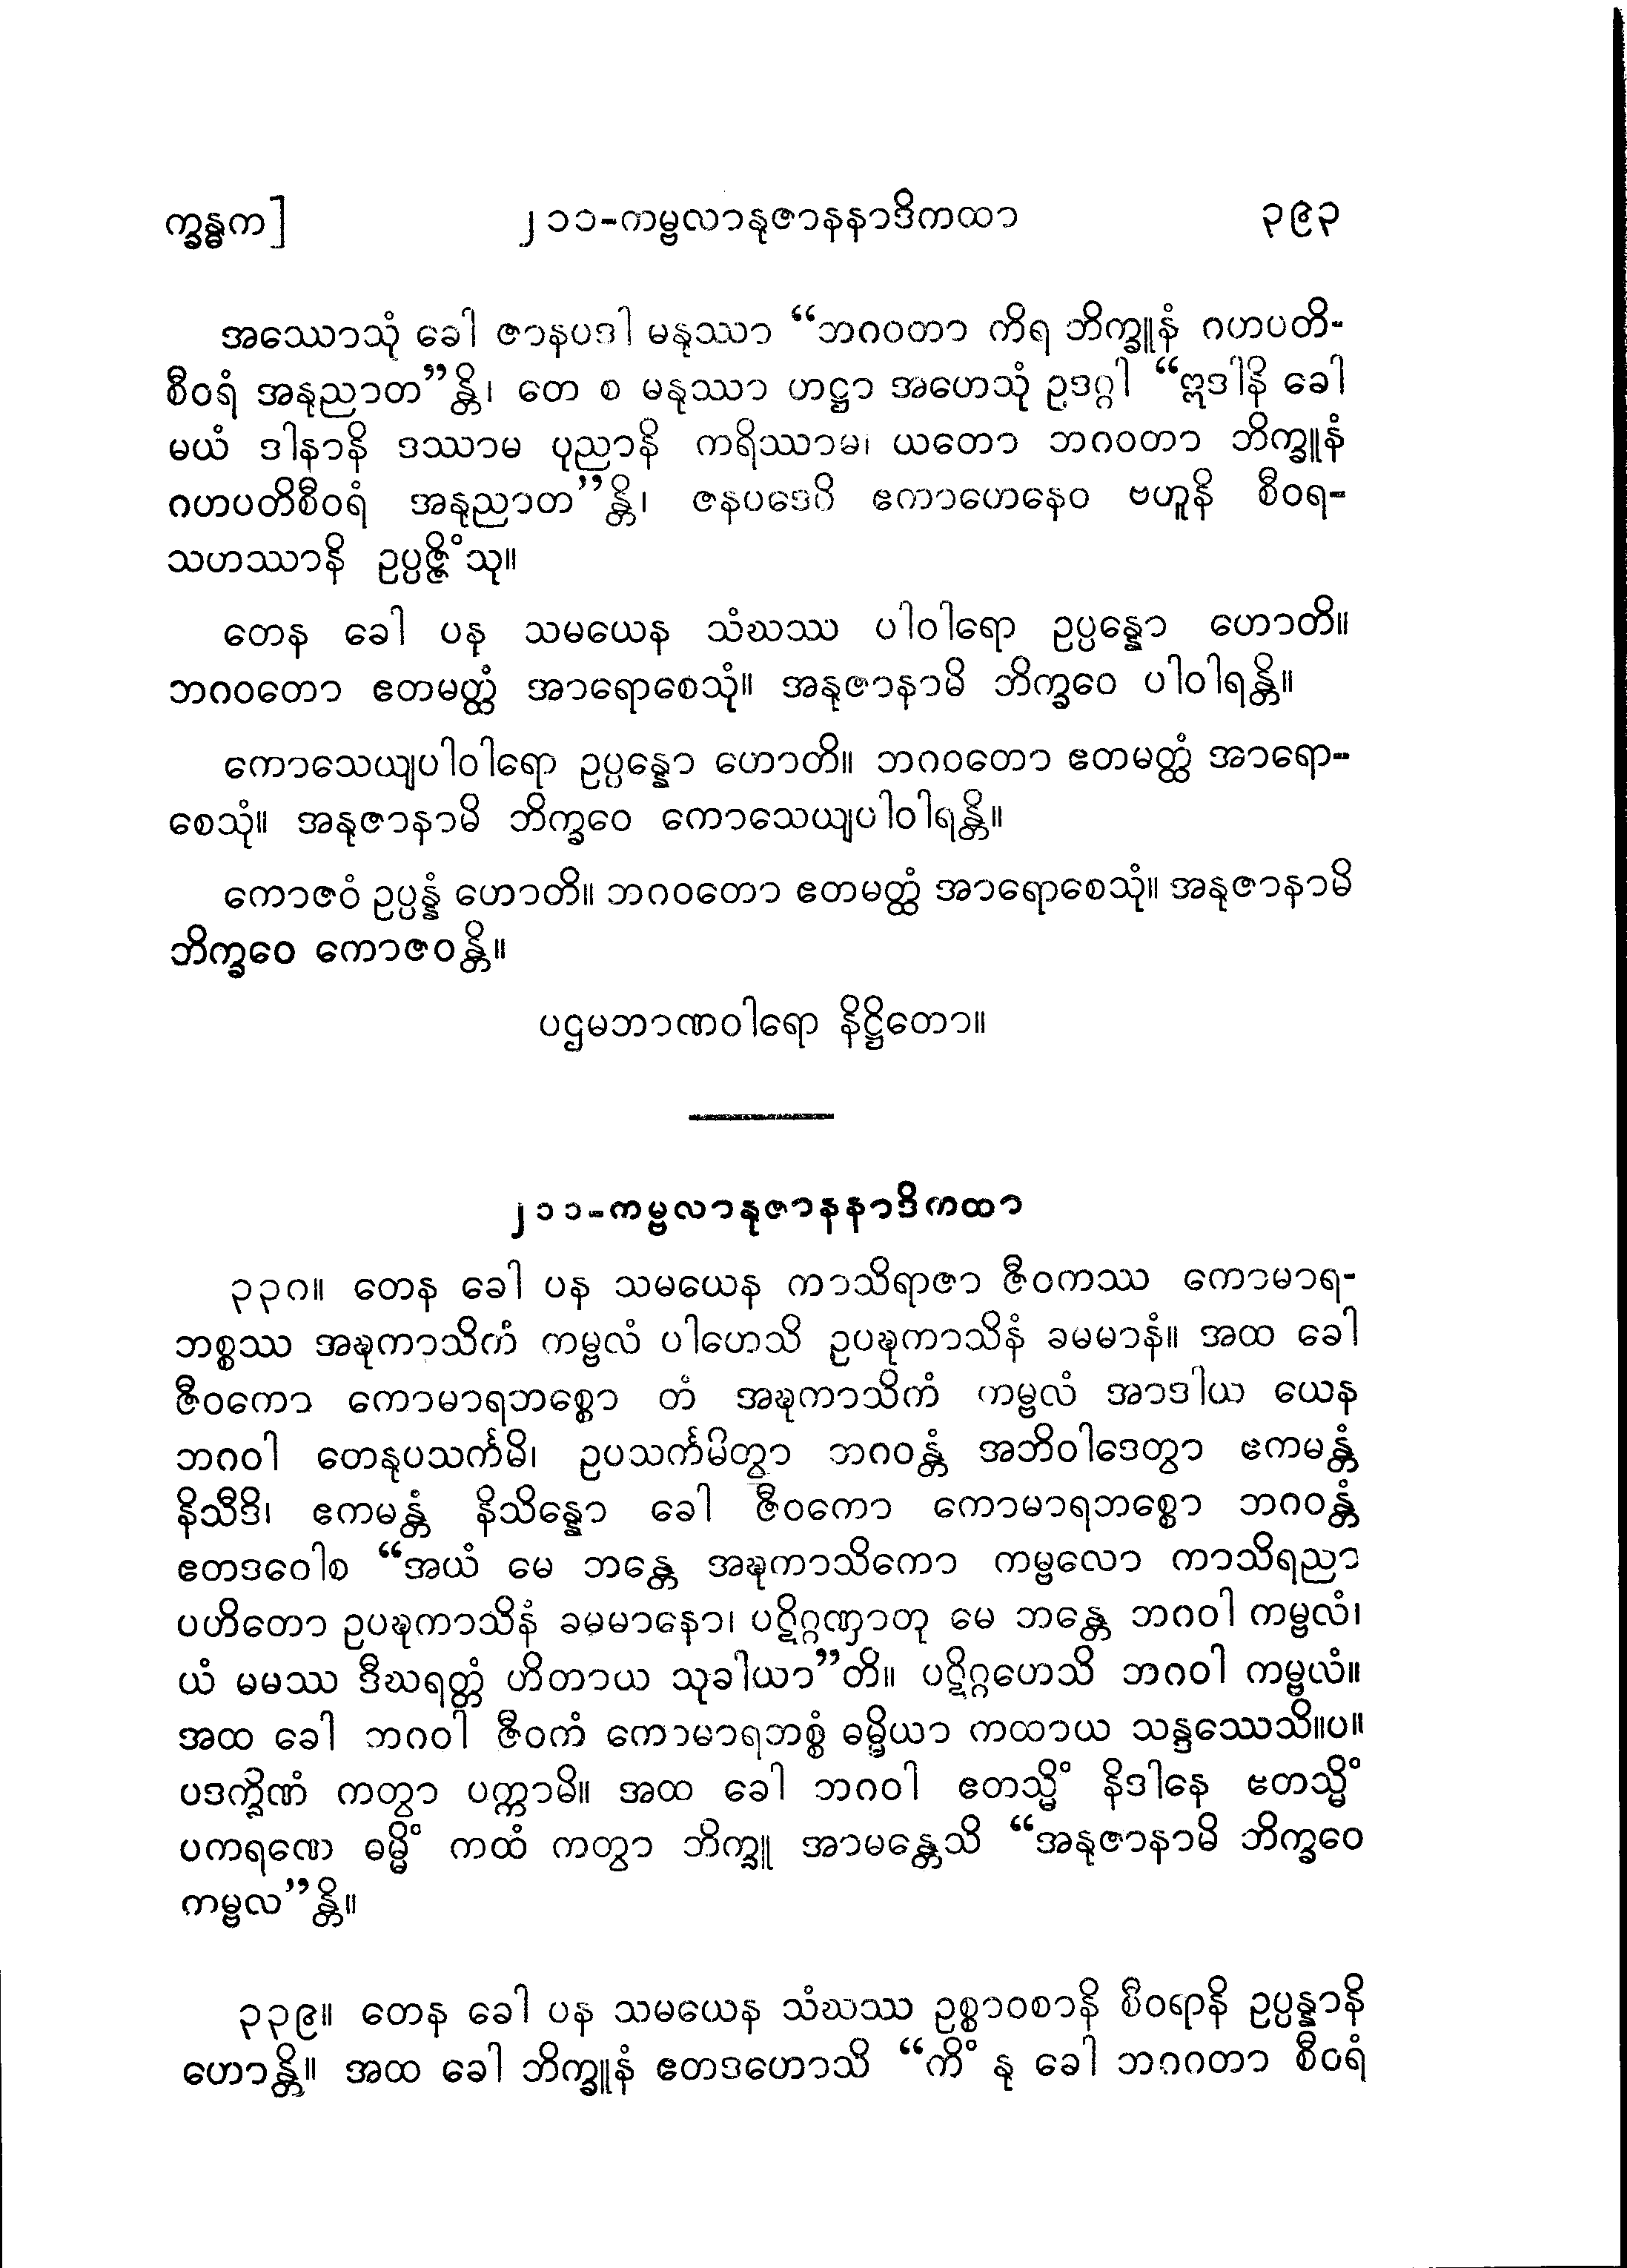 က္ခန္ဓက]
၂၁၁-ကမ္ဗလာနုဇာနနာဒိကထာ
၃၉၃
အဿောသုံ ခေါ ဇာနပဒါ မနုဿာ “ဘဂဝတာ ကိရ ဘိက္ခူနံ ဂဟပတိ-
စီဝရံ အနုညာတ”န္တိ၊ တေ စ မနုဿာ ဟဋ္ဌာ အဟေသုံ ဥဒဂ္ဂါ “ဣဒါနိ ခေါ
မယံ ဒါနာနိ ဒဿာမ ပုညာနိ ကရိဿာမ၊ ယတော ဘဂဝတာ ဘိက္ခူနံ
ဂဟပတိစီဝရံ အနုညာတ”န္တိ၊ ဇနပဒေပိ ဧကာဟေနေဝ ဗဟူနိ စီဝရ-
သဟဿာနိ ဥပ္ပဇ္ဇိံသု။
တေန ခေါ ပန သမယေန သံဃဿ ပါဝါရော ဥပ္ပန္နော ဟောတိ။
ဘဂဝတော ဧတမတ္ထံ အာရောစေသုံ။ အနုဇာနာမိ ဘိက္ခဝေ ပါဝါရန္တိ။
ကောသေယျပါဝါရော ဥပ္ပန္နော ဟောတိ။ ဘဂဝတော ဧတမတ္ထံ အာရော-
စေသုံ။ အနုဇာနာမိ ဘိက္ခဝေ ကောသေယျပါဝါရန္တိ။
ကောဇဝံ ဥပ္ပန္နံ ဟောတိ။ ဘဂဝတော ဧတမတ္ထံ အာရောစေသုံ။ အနုဇာနာမိ
ဘိက္ခဝေ ကောဇဝန္တိ။
ပဌမဘာဏဝါရော နိဋ္ဌိတော။
၂၁၁-ကမ္ဗလာနုဇာနနာဒိကထာ
၃၃၈။ တေန ခေါ ပန သမယေန ကာသိရာဇာ ဇီဝကဿ ကောမာရ-
ဘစ္စဿ အဍ္ဎကာသိကံ ကမ္ဗလံ ပါဟေသိ ဥပဍ္ဎကာသိနံ ခမမာနံ။ အထ ခေါ
ဇီဝကော ကောမာရဘစ္စော တံ အဍ္ဎကာသိကံ ကမ္ဗလံ အာဒါယ ယေန
ဘဂဝါ တေနုပသင်္ကမိ၊ ဥပသင်္ကမိတွာ ဘဂဝန္တံ အဘိဝါဒေတွာ ဧကမန္တံ
နိသီဒိ၊ ဧကမန္တံ နိသိန္နော ခေါ ဇီဝကော ကောမာရဘစ္စော ဘဂဝန္တံ
ဧတဒဝေါစ “အယံ မေ ဘန္တေ အဍ္ဎကာသိကော ကမ္ဗလော ကာသိရညာ
ပဟိတော ဥပဍ္ဎကာသိနံ ခမမာနော၊ ပဋိဂ္ဂဏှာတု မေ ဘန္တေ ဘဂဝါ ကမ္ဗလံ၊
ယံ မမဿ ဒီဃရတ္တံ ဟိတာယ သုခါယာ”တိ။ ပဋိဂ္ဂဟေသိ ဘဂဝါ ကမ္ဗလံ။
အထ ခေါ ဘဂဝါ ဇီဝကံ ကောမာရဘစ္စံ ဓမ္မိယာ ကထာယ သန္ဒဿေသိ။ပ။
ပဒက္ခိဏံ ကတွာ ပက္ကာမိ။ အထ ခေါ ဘဂဝါ ဧတသ္မိံ နိဒါနေ ဧတသ္မိံ
ပကရဏေ ဓမ္မိံ ကထံ ကတွာ ဘိက္ခူ အာမန္တေသိ “အနုဇာနာမိ ဘိက္ခဝေ
ကမ္ဗလ”န္တိ။
၃၃၉။ တေန ခေါ ပန သမယေန သံဃဿ ဥစ္စာဝစာနိ စီဝရာနိ ဥပ္ပန္နာနိ
ဟောန္တိ။ အထ ခေါ ဘိက္ခူနံ ဧတဒဟောသိ “ကိံ နု ခေါ ဘဂဝတာ စီဝရံ